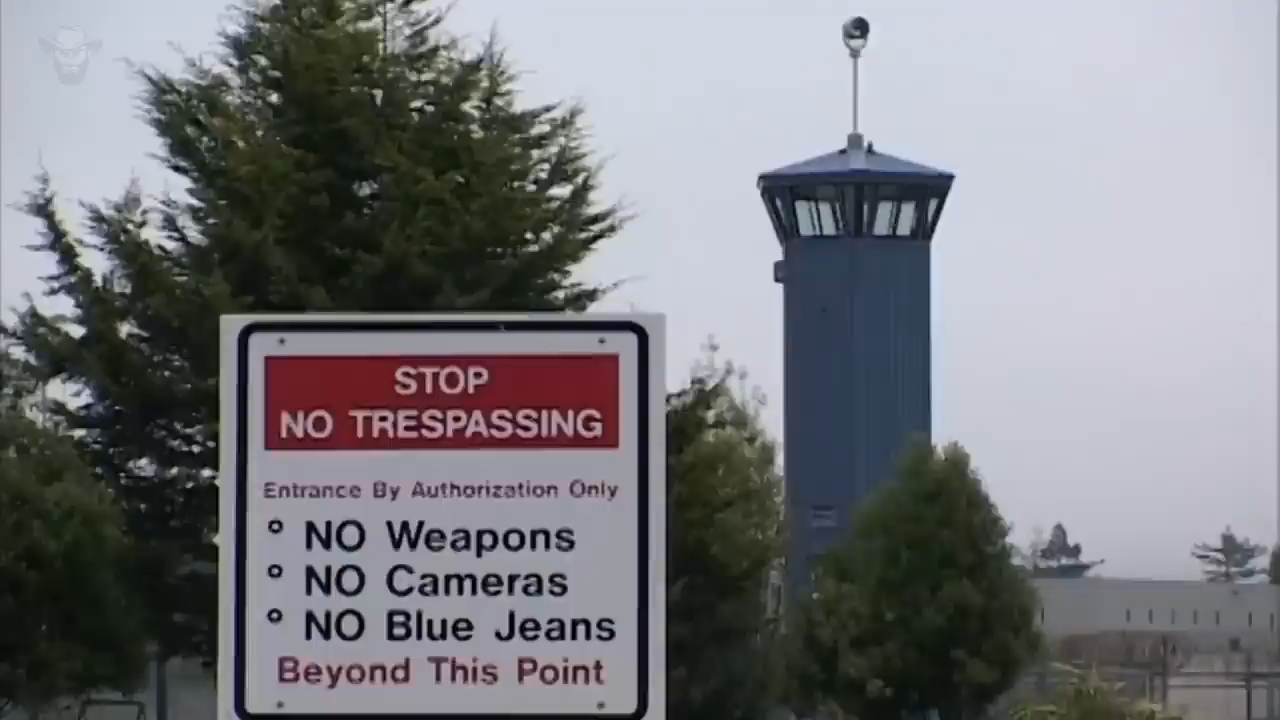 STOP
NO TRESPASSING
Entrance By Authorization Only
° NO Weapons
° NO Cameras
° NO Blue Jeans
Beyond This Point